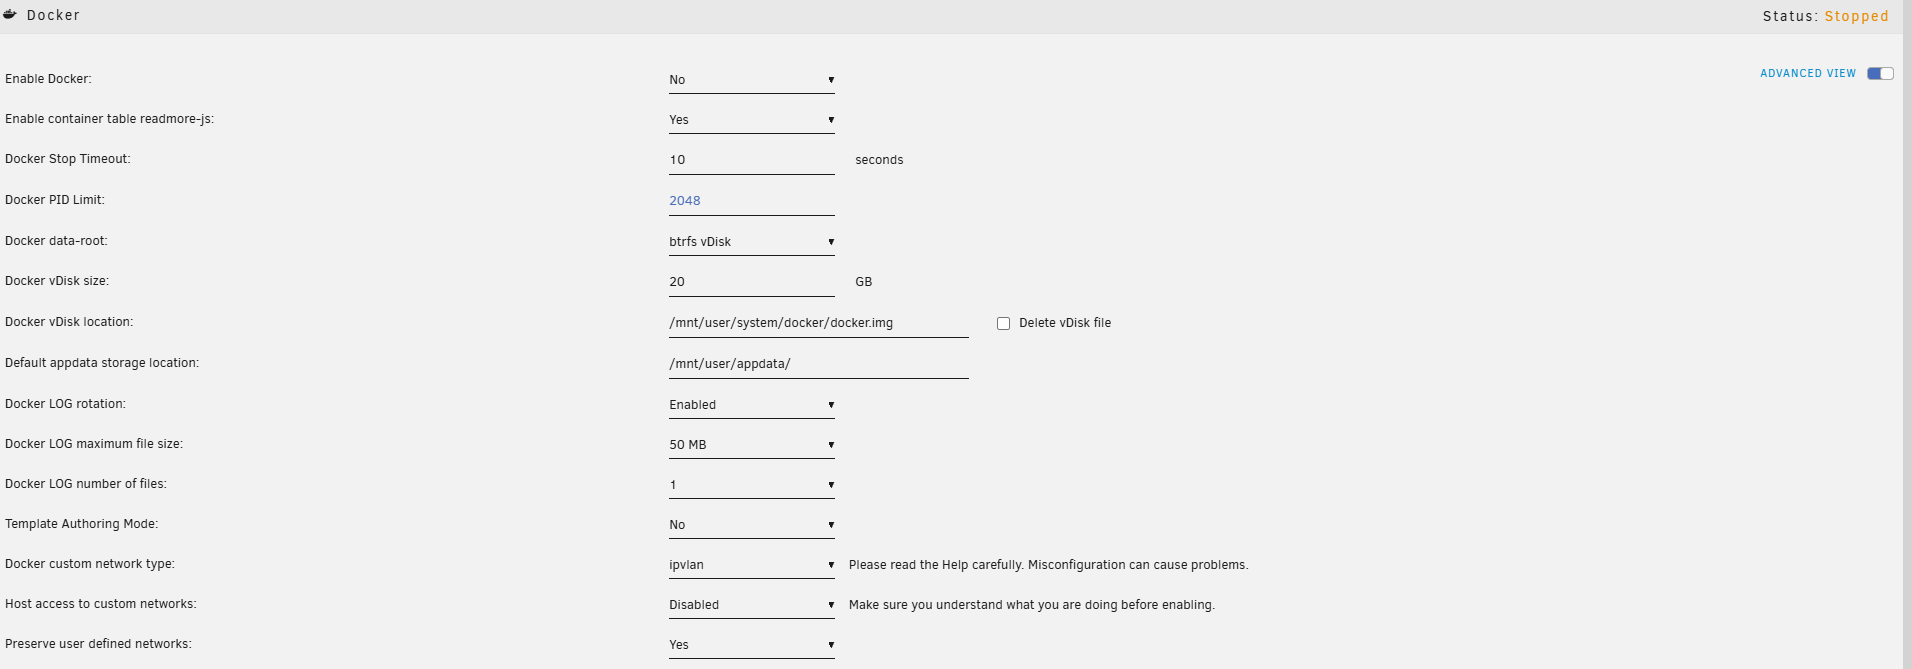 Docker Status: Stopped
ADVANCED VIEW
Enable Docker: No
Enable container table readmore-js: Yes
Docker Stop Timeout: 10 seconds
Docker PID Limit: 2048
Docker data-root: btrfs vDisk
Docker vDisk size: 20 GB
Docker vDisk location: /mnt/user/system/docker/docker.img Delete vDisk file
Default appdata storage location: /mnt/user/appdata/
Docker LOG rotation: Enabled
Docker LOG maximum file size: 50 MB
Docker LOG number of files: 1
Template Authoring Mode: No
Docker custom network type: ipvlan Please read the Help carefully. Misconfiguration can cause problems.
Host access to custom networks: Disabled Make sure you understand what you are doing before enabling.
Preserve user defined networks: Yes